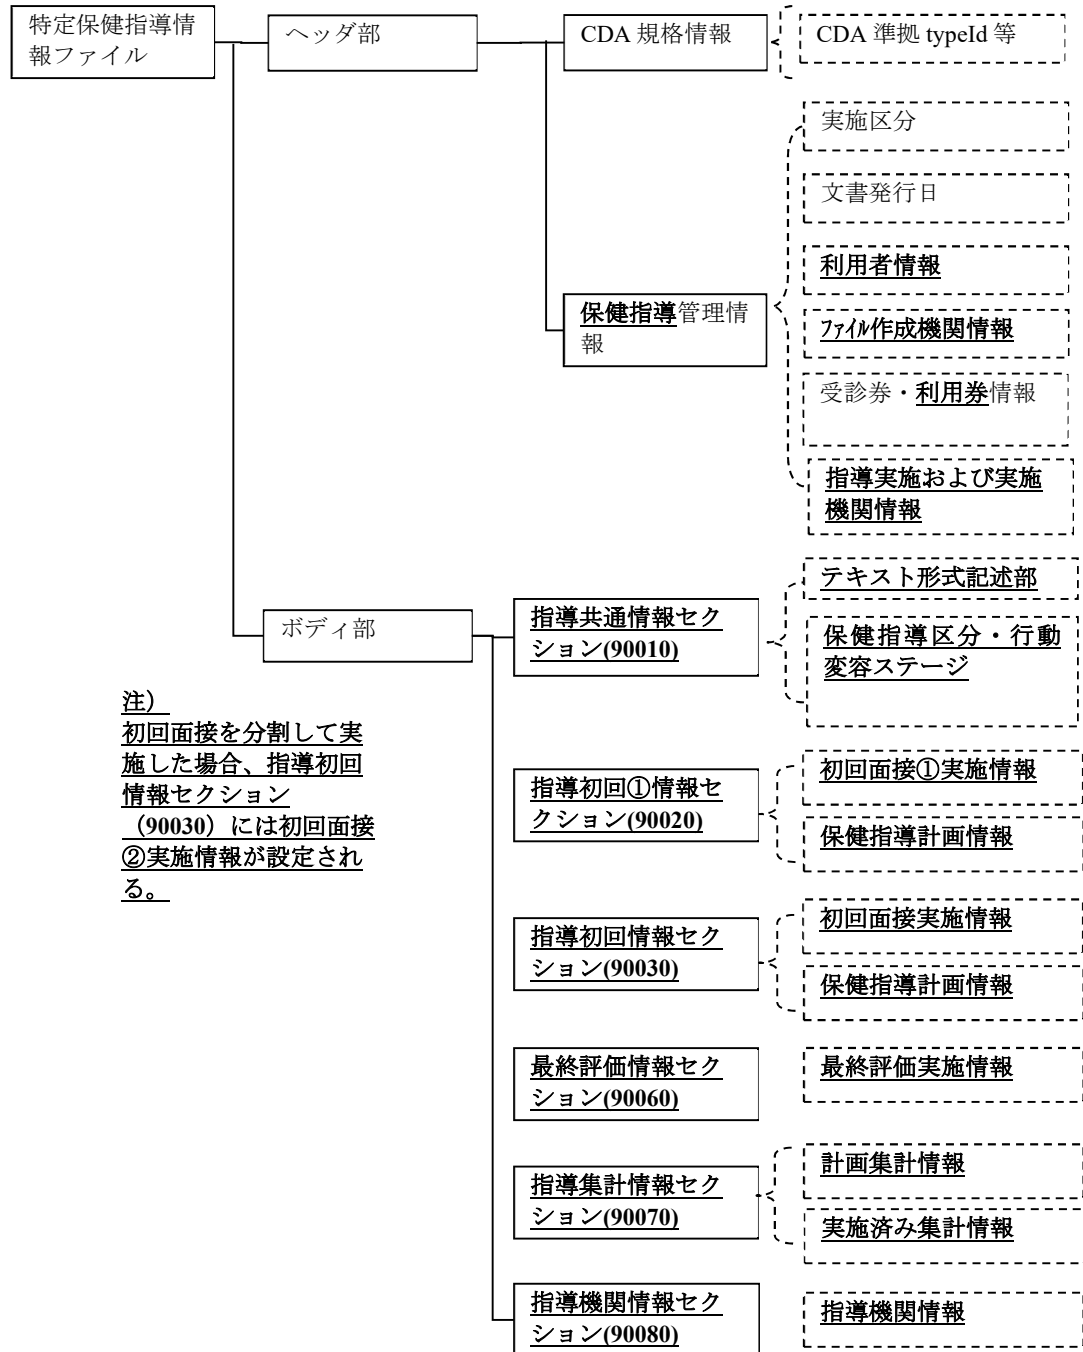 特定保健指導情
報ファイル
ヘッダ部
CDA 規格情報
CDA 準拠 typeId 等
実施区分
文書発行日
利用者情報
ﾌｧｲﾙ作成機関情報
保健指導管理情
報
受診券・利用券情報
指導実施および実施
機関情報
ボディ部
指導共通情報セク
ション(90010)
テキスト形式記述部
保健指導区分・行動
変容ステージ
注）
初回面接を分割して実
施した場合、指導初回
情報セクション
（90030）には初回面接
②実施情報が設定され
る。
指導初回①情報セ
クション(90020)
初回面接①実施情報
保健指導計画情報
指導初回情報セク
ション(90030)
初回面接実施情報
保健指導計画情報
最終評価情報セク
ション(90060)
最終評価実施情報
指導集計情報セク
ション(90070)
計画集計情報
実施済み集計情報
指導機関情報セク
ション(90080)
指導機関情報